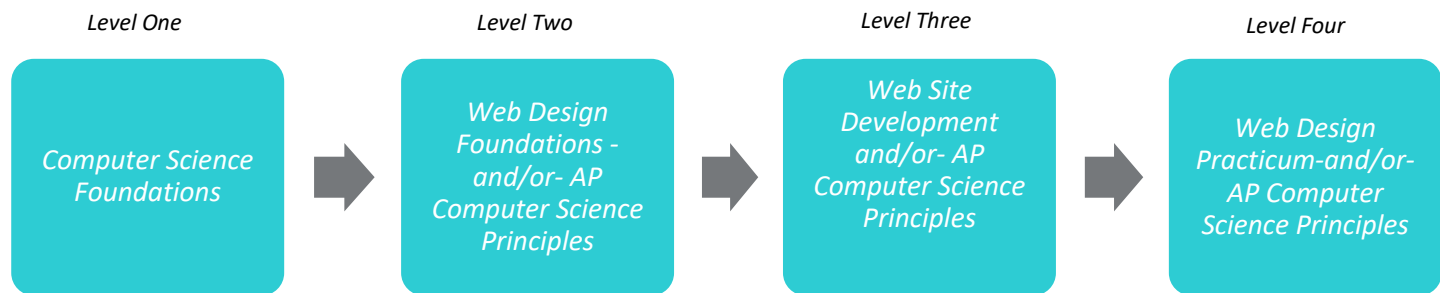 Level One
Computer Science
Foundations
Level Two
Web Design
Foundations -
and/or- AP
Computer Science
Principles
Level Three
Web Site
Development
and/or- AP
Computer Science
Principles
Level Four
Web Design
Practicum-and/or-
AP Computer
Science Principles